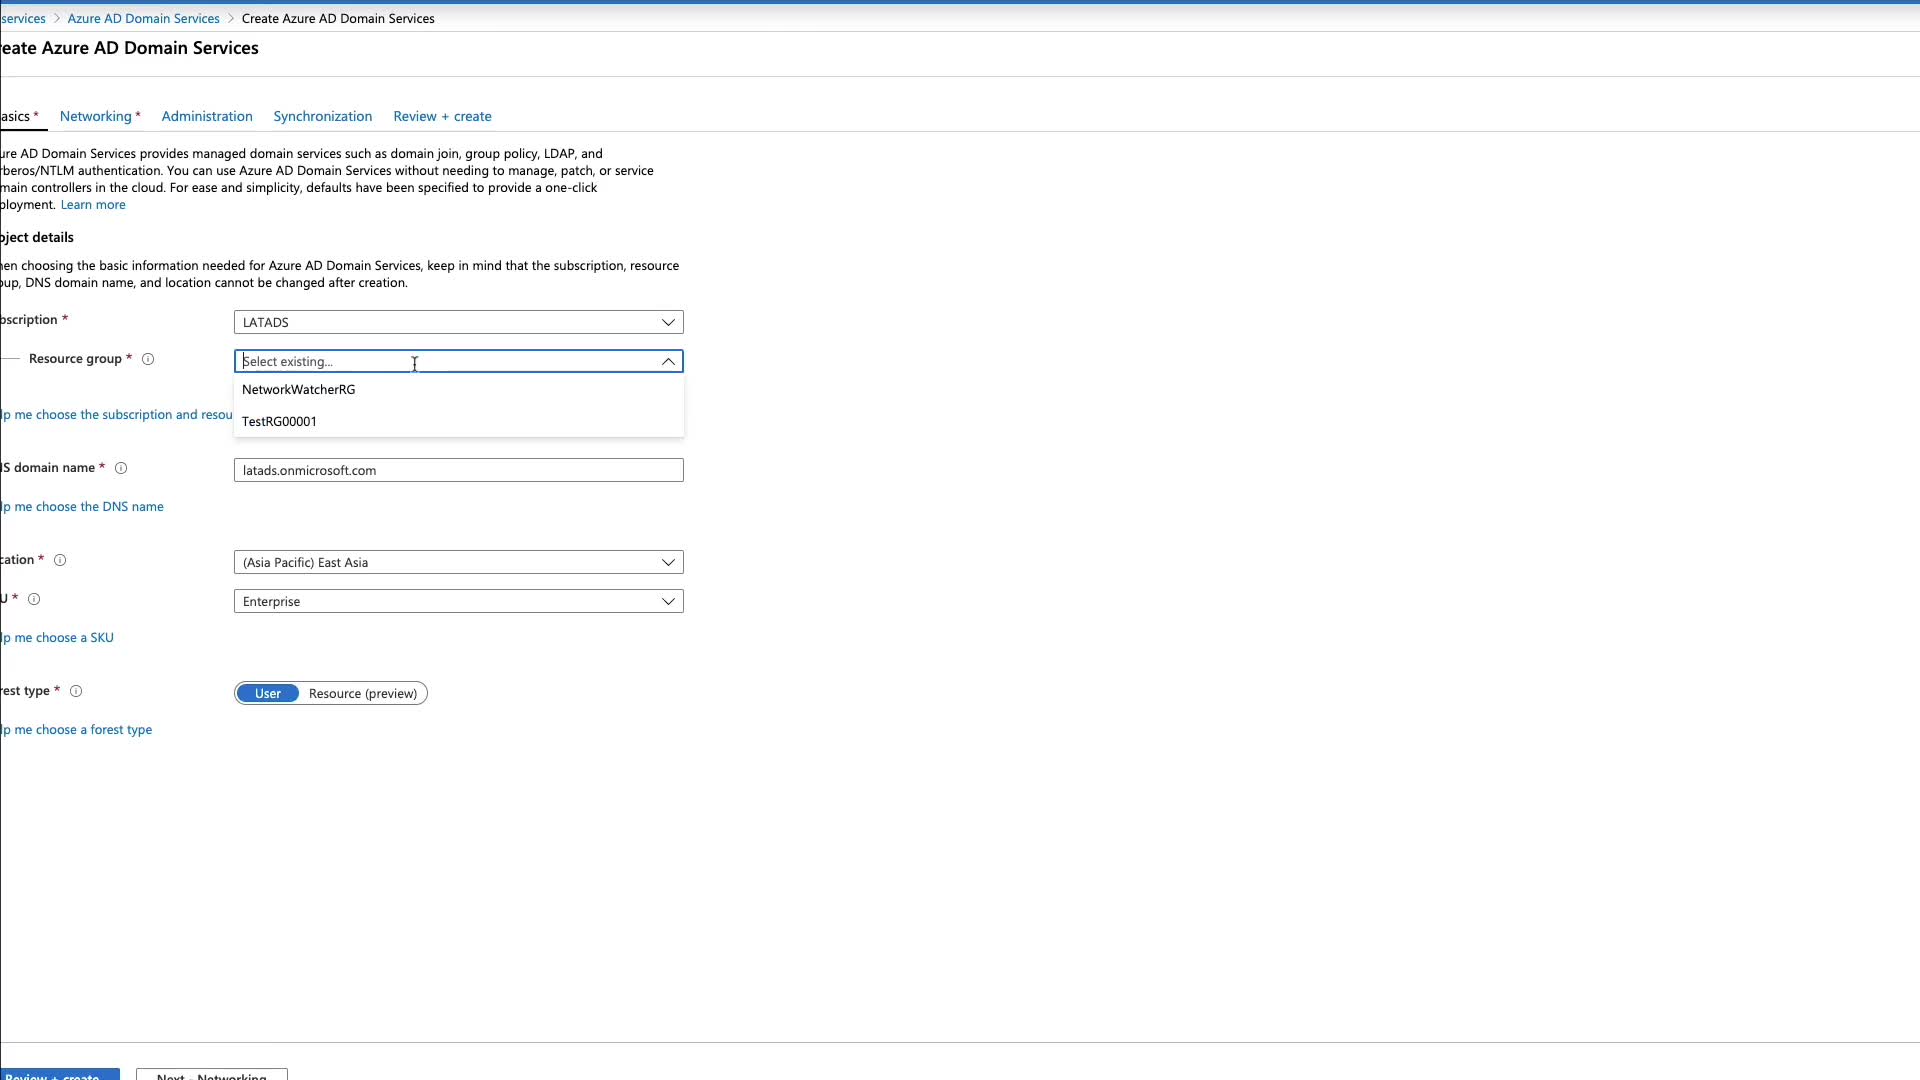 services > Azure AD Domain Services > Create Azure AD Domain Services
eate Azure AD Domain Services
asics * Networking * Administration Synchronization Review + create
ure AD Domain Services provides managed domain services such as domain join, group policy, LDAP, and
rberos/NTLM authentication. You can use Azure AD Domain Services without needing to manage, patch, or service
main controllers in the cloud. For ease and simplicity, defaults have been specified to provide a one-click
ployment. Learn more
oject details
en choosing the basic information needed for Azure AD Domain Services, keep in mind that the subscription, resource
oup, DNS domain name, and location cannot be changed after creation.
bscription * LATADS
Resource group * Select existing...
NetworkWatcherRG
lp me choose the subscription and resou
TestRG00001
IS domain name * latads.onmicrosoft.com
lp me choose the DNS name
cation * (Asia Pacific) East Asia
U * Enterprise
lp me choose a SKU
rest type * User Resource (preview)
lp me choose a forest type
Review + create Next - Networking